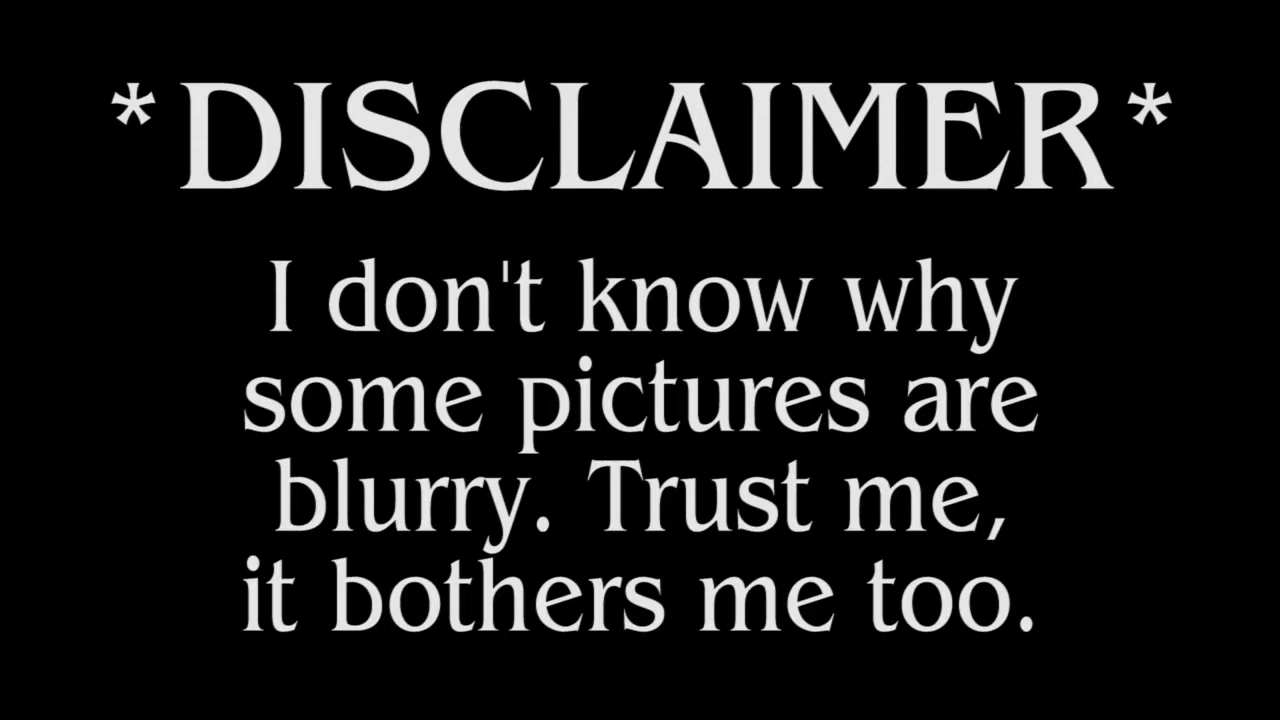 *DISCLAIMER*
I don't know why
some pictures are
blurry. Trust me,
it bothers me too.